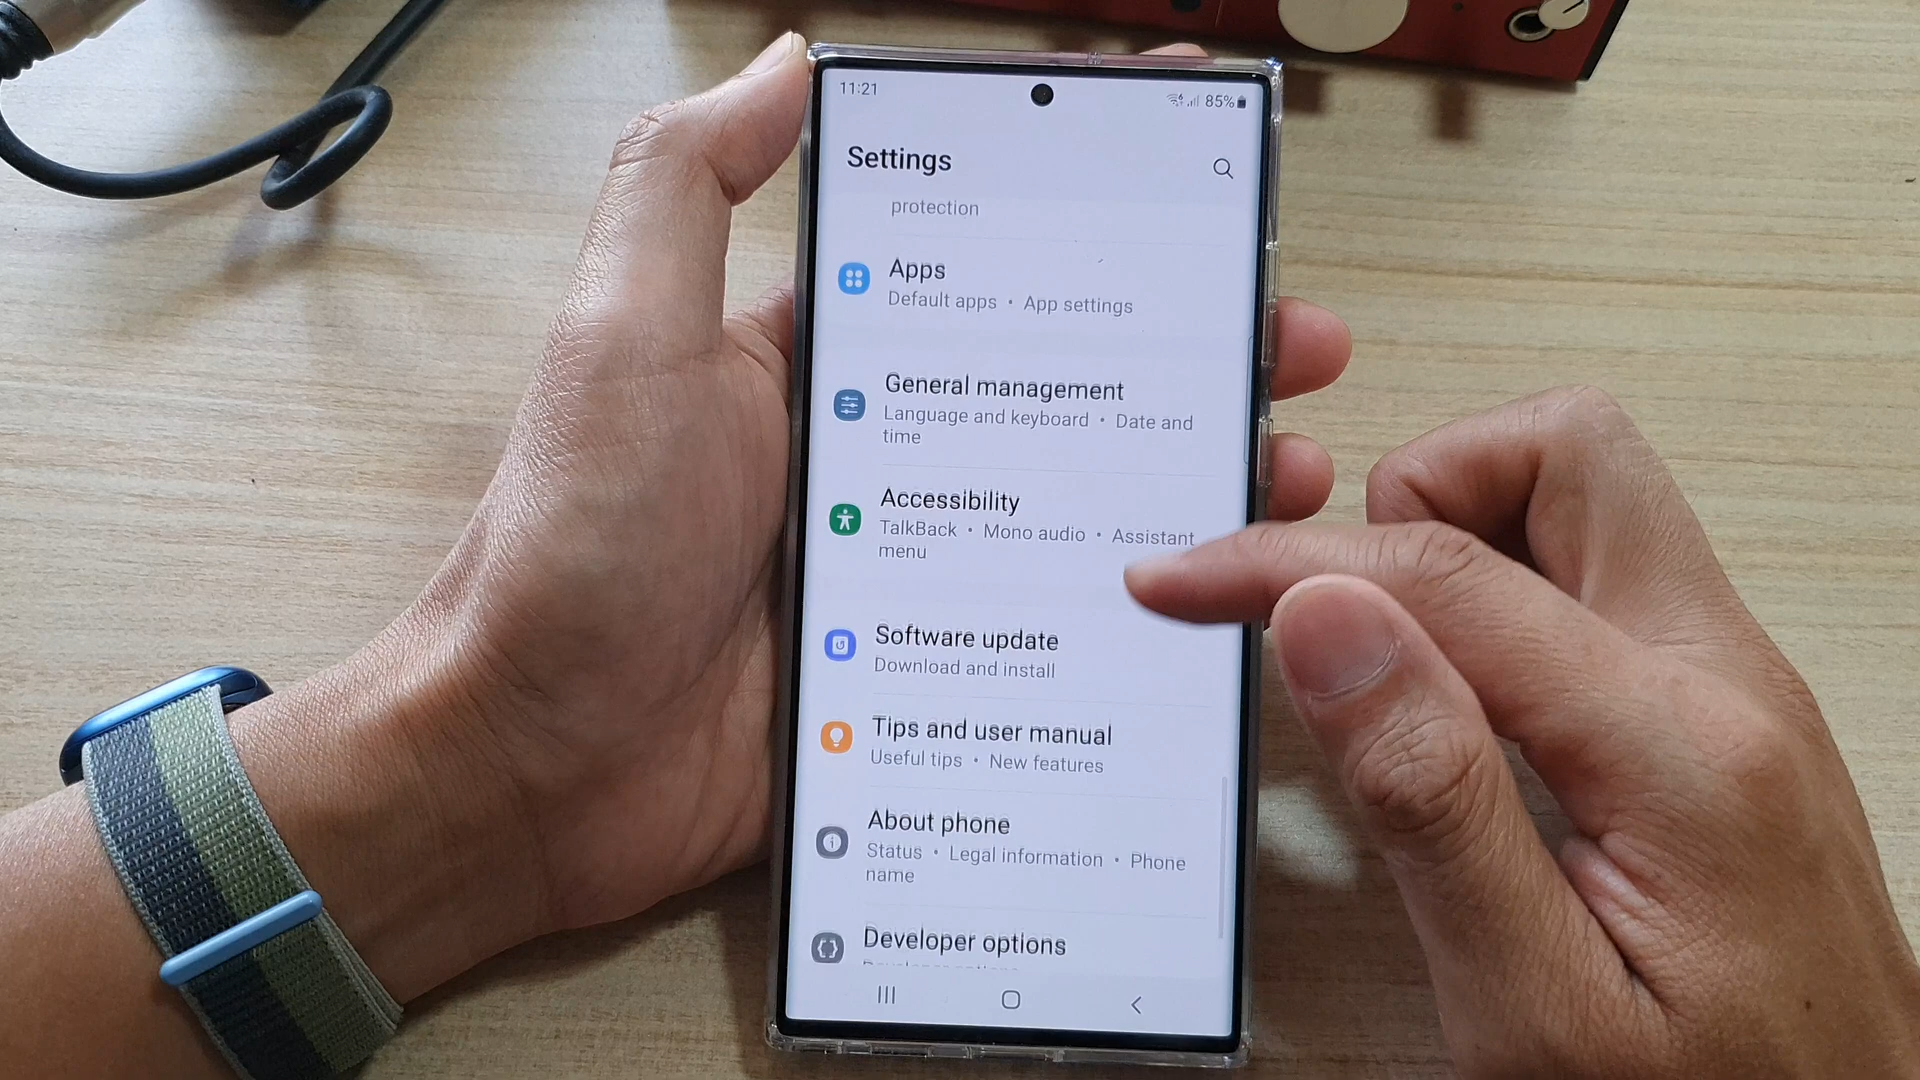 11:21
85%
Settings
protection
Apps
Default apps • App settings
General management
Language and keyboard • Date and
time
Accessibility
TalkBack • Mono audio • Assistant
menu
Software update
Download and install
Tips and user manual
Useful tips • New features
About phone
Status • Legal information • Phone
name
Developer options